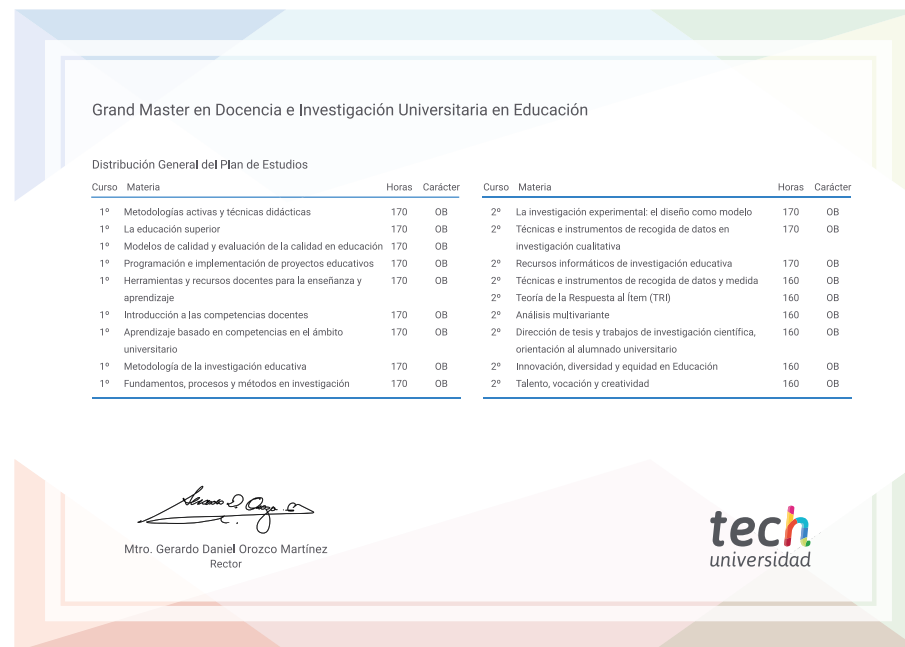 Grand Master en Docencia e Investigación Universitaria en Educación
Distribución General del Plan de Estudios
Curso Materia Horas Carácter
1º Metodologías activas y técnicas didácticas 170 OB
1º La educación superior 170 OB
1º Modelos de calidad y evaluación de la calidad en educación 170 OB
1º Programación e implementación de proyectos educativos 170 OB
1º Herramientas y recursos docentes para la enseñanza y 170 OB
aprendizaje
1º Introducción a las competencias docentes 170 OB
1º Aprendizaje basado en competencias en el ámbito 170 OB
universitario
1º Metodología de la investigación educativa 170 OB
1º Fundamentos, procesos y métodos en investigación 170 OB
Curso Materia Horas Carácter
2º La investigación experimental: el diseño como modelo 170 OB
2º Técnicas e instrumentos de recogida de datos en 170 OB
investigación cualitativa
2º Recursos informáticos de investigación educativa 170 OB
2º Técnicas e instrumentos de recogida de datos y medida 160 OB
2º Teoría de la Respuesta al Ítem (TRI) 160 OB
2º Análisis multivariante 160 OB
2º Dirección de tesis y trabajos de investigación científica, 160 OB
orientación al alumnado universitario
2º Innovación, diversidad y equidad en Educación 160 OB
2º Talento, vocación y creatividad 160 OB
Mtro. Gerardo Daniel Orozco Martínez
Rector
tech
universidad